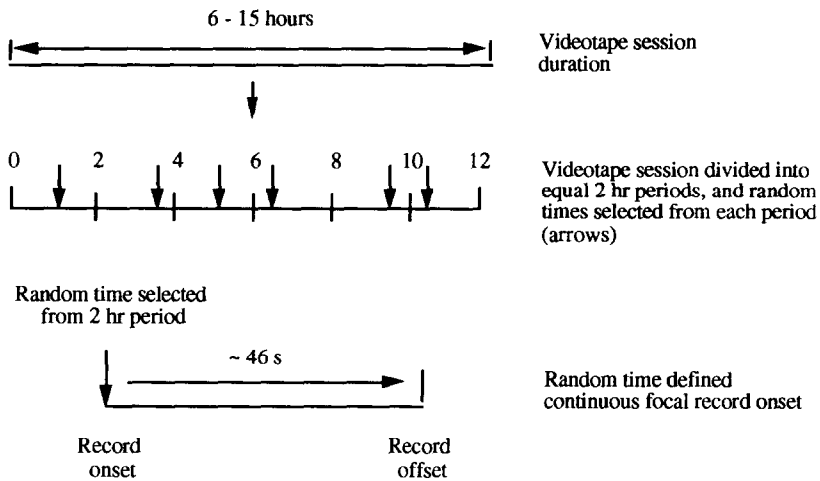 6 - 15 hours
Videotape session
duration
0 2 4 6 8 10 12
Videotape session divided into
equal 2 hr periods, and random
times selected from each period
(arrows)
Random time selected
from 2 hr period
~ 46 s
Random time defined
continuous focal record onset
Record
onset
Record
offset